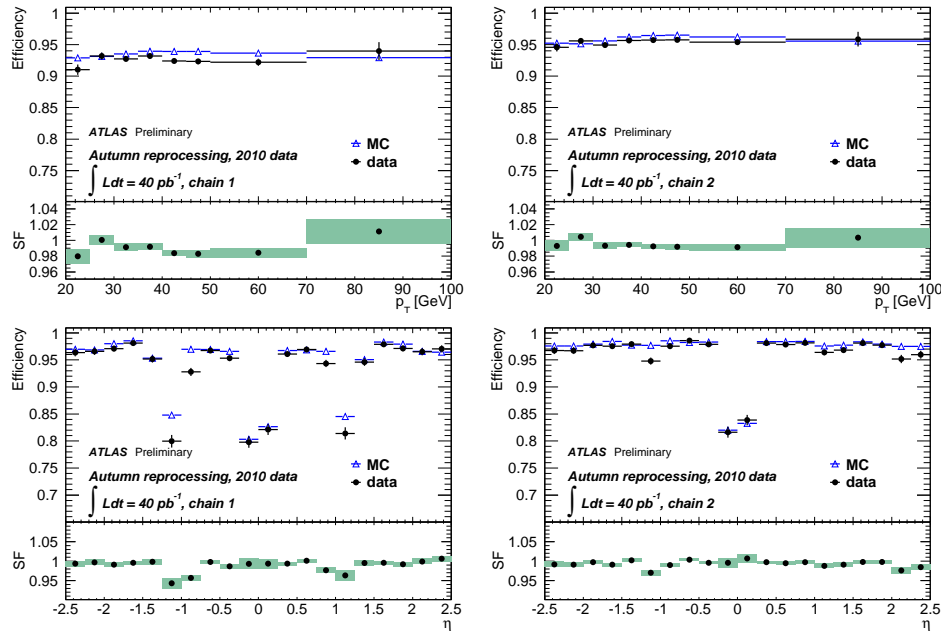 Efficiency
1
0.95
0.9
0.85
0.8
0.75
ATLAS Preliminary
Autumn reprocessing, 2010 data
∫ Ldt = 40 pb⁻¹, chain 1
MC
data
SF
1.04
1.02
1
0.98
0.96
20 30 40 50 60 70 80 90 100
p_T [GeV]
Efficiency
1
0.95
0.9
0.85
0.8
0.75
ATLAS Preliminary
Autumn reprocessing, 2010 data
∫ Ldt = 40 pb⁻¹, chain 2
MC
data
SF
1.04
1.02
1
0.98
0.96
20 30 40 50 60 70 80 90 100
p_T [GeV]
Efficiency
1
0.95
0.9
0.85
0.8
0.75
0.7
ATLAS Preliminary
Autumn reprocessing, 2010 data
∫ Ldt = 40 pb⁻¹, chain 1
MC
data
SF
1.05
1
0.95
-2.5 -2 -1.5 -1 -0.5 0 0.5 1 1.5 2 2.5
η
Efficiency
1
0.95
0.9
0.85
0.8
0.75
0.7
ATLAS Preliminary
Autumn reprocessing, 2010 data
∫ Ldt = 40 pb⁻¹, chain 2
MC
data
SF
1.05
1
0.95
-2.5 -2 -1.5 -1 -0.5 0 0.5 1 1.5 2 2.5
η